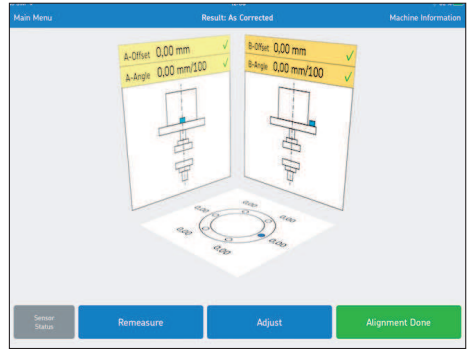 Main Menu
Result: As Corrected
Machine Information
A-Offset 0,00 mm ✓
A-Angle 0,00 mm/100 ✓
B-Offset 0,00 mm ✓
B-Angle 0,00 mm/100 ✓
0,00
0,00
0,00
0,00
0,00
Sensor
Status
Remeasure
Adjust
Alignment Done